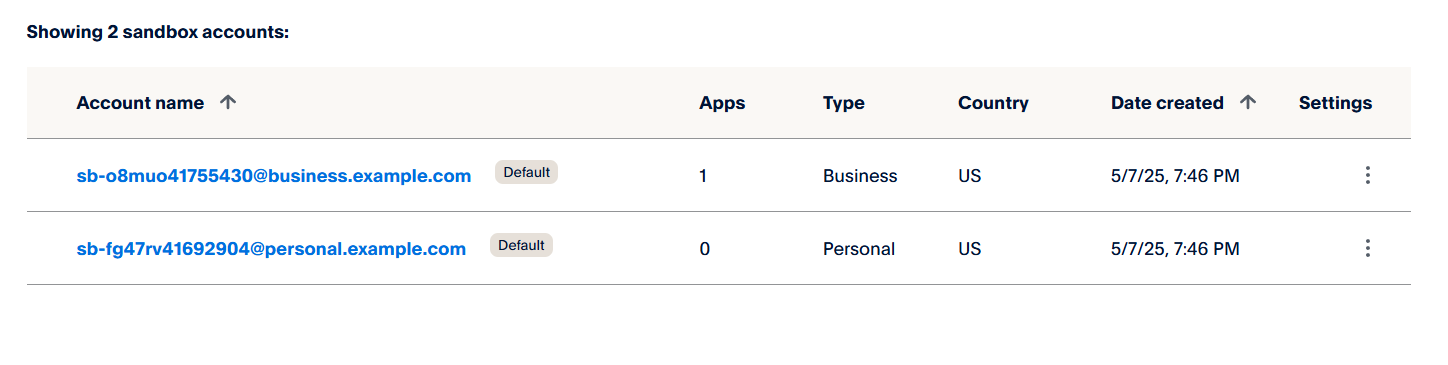 Showing 2 sandbox accounts:
Account name Apps Type Country Date created Settings
sb-o8muo41755430@business.example.com Default 1 Business US 5/7/25, 7:46 PM
sb-fg47rv41692904@personal.example.com Default 0 Personal US 5/7/25, 7:46 PM